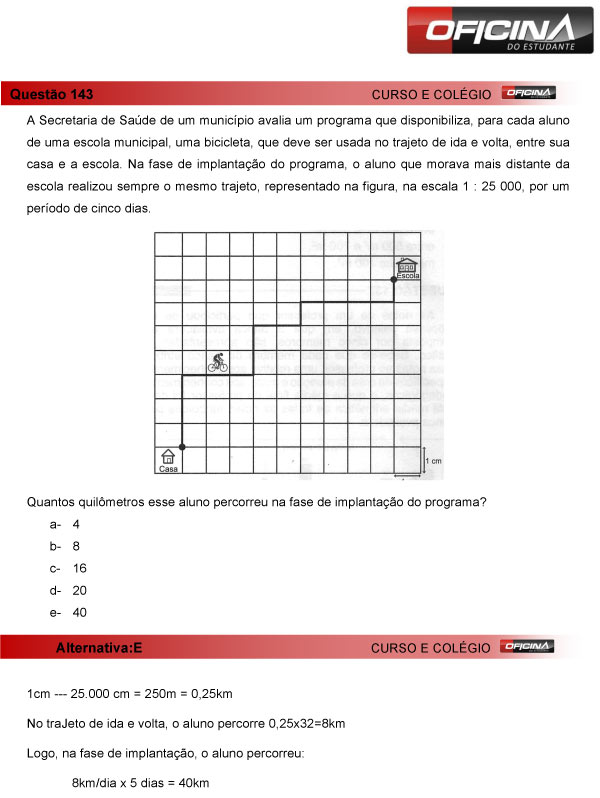 OFICINA
DO ESTUDANTE
Questão 143
CURSO E COLÉGIO OFICINA
A Secretaria de Saúde de um município avalia um programa que disponibiliza, para cada aluno
de uma escola municipal, uma bicicleta, que deve ser usada no trajeto de ida e volta, entre sua
casa e a escola. Na fase de implantação do programa, o aluno que morava mais distante da
escola realizou sempre o mesmo trajeto, representado na figura, na escala 1 : 25 000, por um
período de cinco dias.
Escola
Casa
1 cm
Quantos quilômetros esse aluno percorreu na fase de implantação do programa?
a- 4
b- 8
c- 16
d- 20
e- 40
Alternativa:E
CURSO E COLÉGIO OFICINA
1cm --- 25.000 cm = 250m = 0,25km
No traJeto de ida e volta, o aluno percorre 0,25x32=8km
Logo, na fase de implantação, o aluno percorreu:
8km/dia x 5 dias = 40km